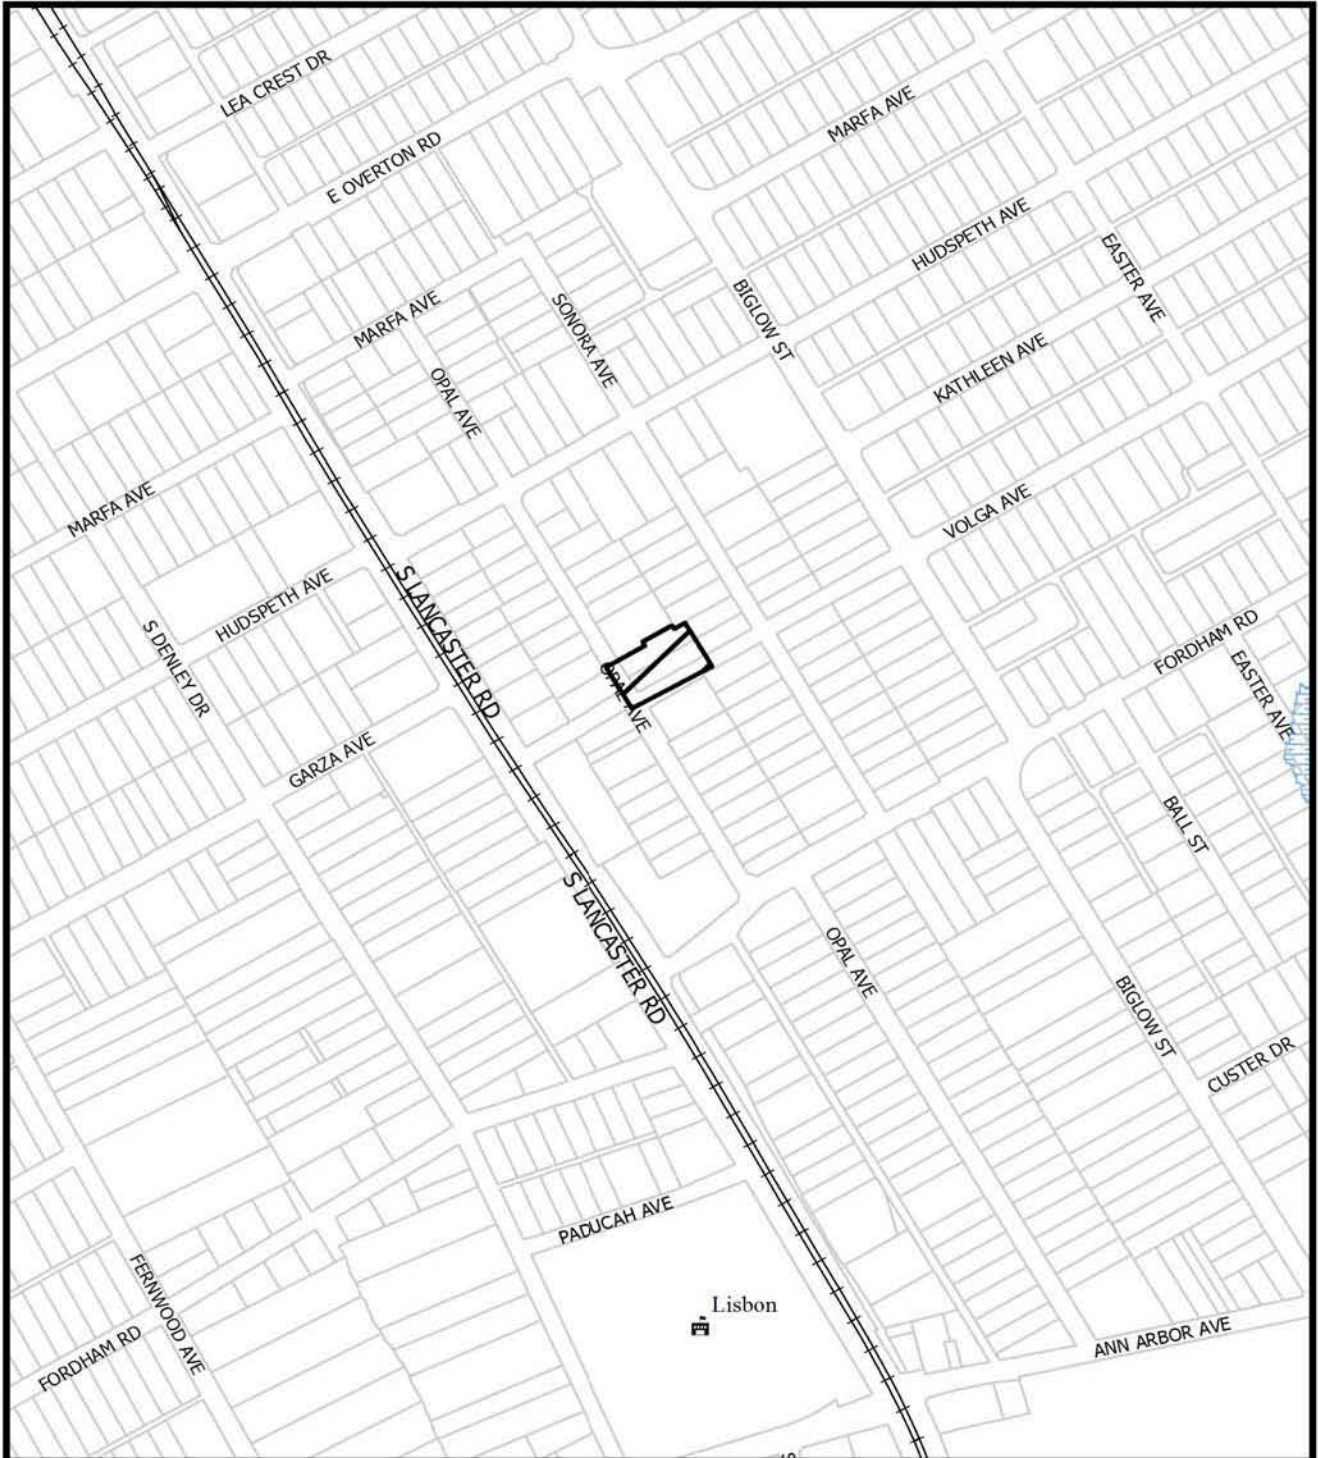 LEA CREST DR
MARFA AVE
E OVERTON RD
HUDSPETH AVE
EASTER AVE
BIGLOW ST
MARFA AVE
SONORA AVE
KATHLEEN AVE
OPAL AVE
MARFA AVE
VOLGA AVE
HUDSPETH AVE
S LANCASTER RD
S DENLEY DR
FORDHAM RD
OPAL AVE
EASTER AVE
GARZA AVE
BALL ST
S LANCASTER RD
OPAL AVE
BIGLOW ST
CUSTER DR
PADUCAH AVE
FERNWOOD AVE
Lisbon
ANN ARBOR AVE
FORDHAM RD